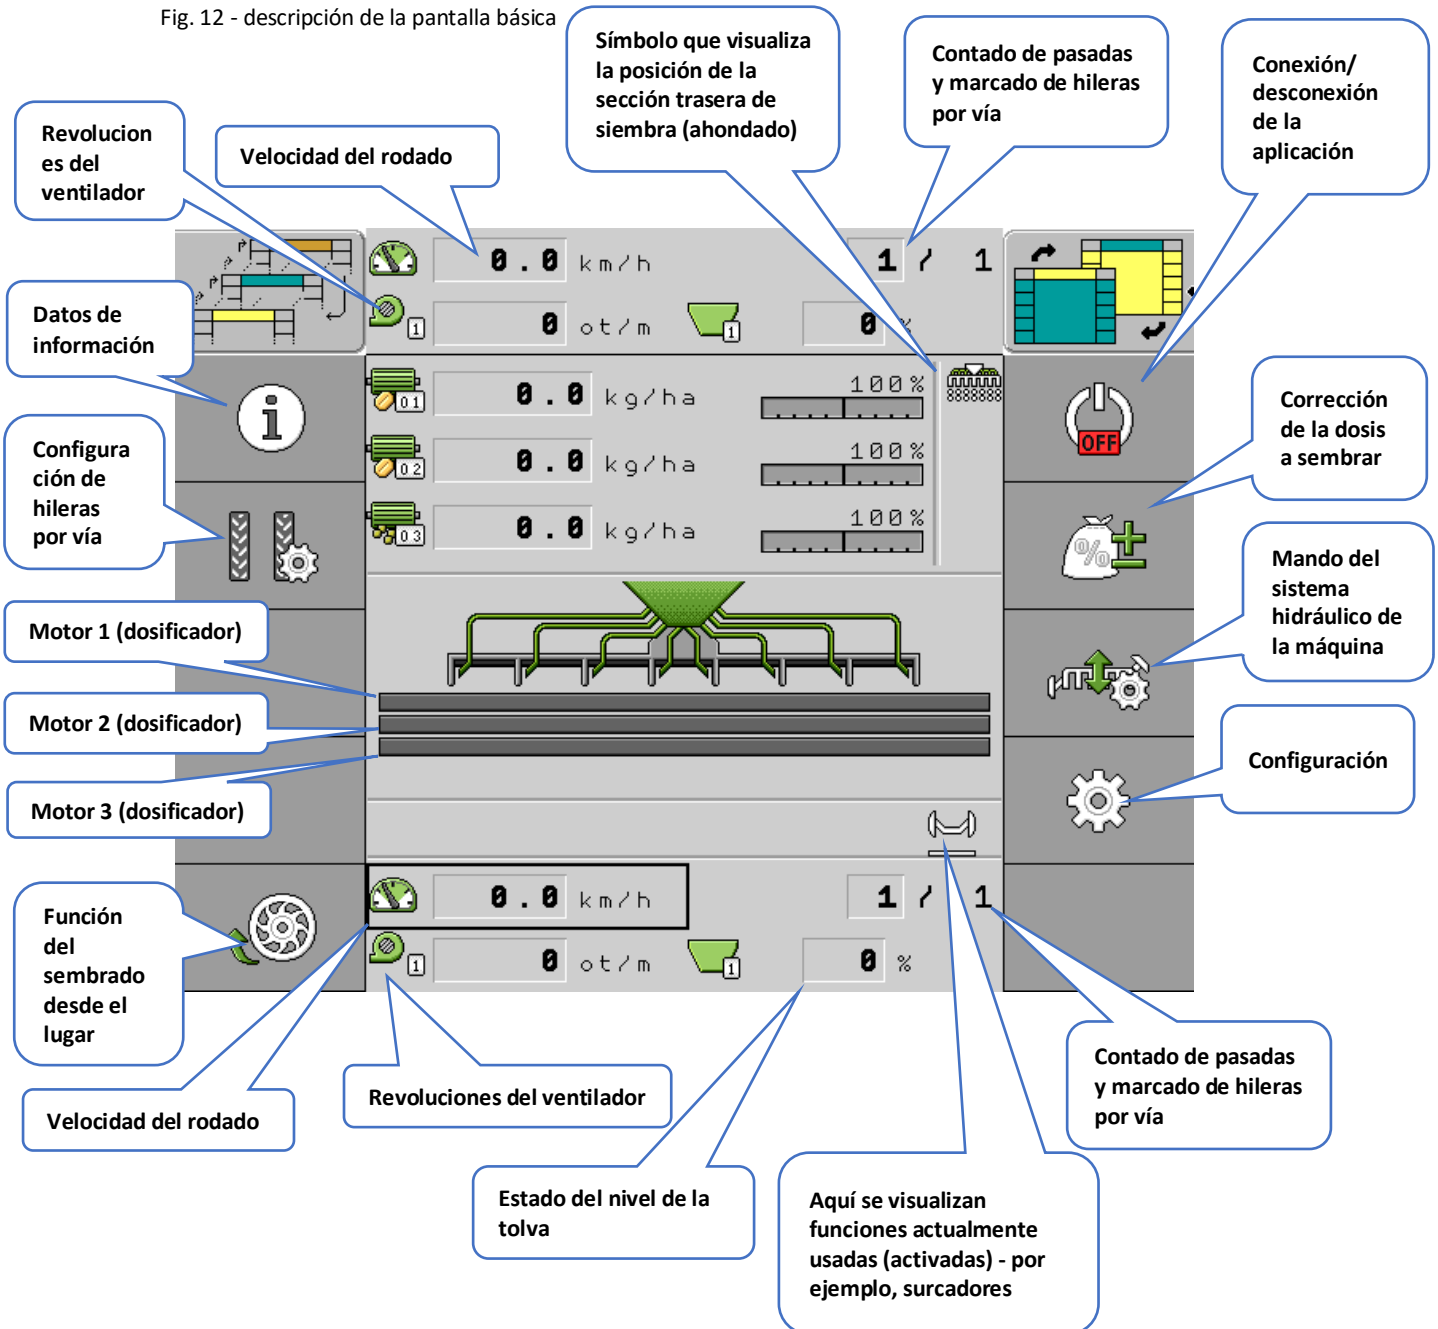 Fig. 12 - descripción de la pantalla básica
Símbolo que visualiza
la posición de la
sección trasera de
siembra (ahondado)
Contado de pasadas
y marcado de hileras
por vía
Conexión/
desconexión
de la
aplicación
Revolucion
es del
ventilador
Velocidad del rodado
0.0 km/h
1 / 1
1
0 ot/m
1
0 %
Datos de
información
i
01
0.0 kg/ha
100%
02
0.0 kg/ha
100%
03
0.0 kg/ha
100%
OFF
Corrección
de la dosis
a sembrar
%
Configura
ción de
hileras
por vía
Mando del
sistema
hidráulico de
la máquina
Motor 1 (dosificador)
Motor 2 (dosificador)
Motor 3 (dosificador)
Configuración
Función
del
sembrado
desde el
lugar
0.0 km/h
1 / 1
1
0 ot/m
1
0 %
Velocidad del rodado
Revoluciones del ventilador
Contado de pasadas
y marcado de hileras
por vía
Estado del nivel de la
tolva
Aquí se visualizan
funciones actualmente
usadas (activadas) - por
ejemplo, surcadores